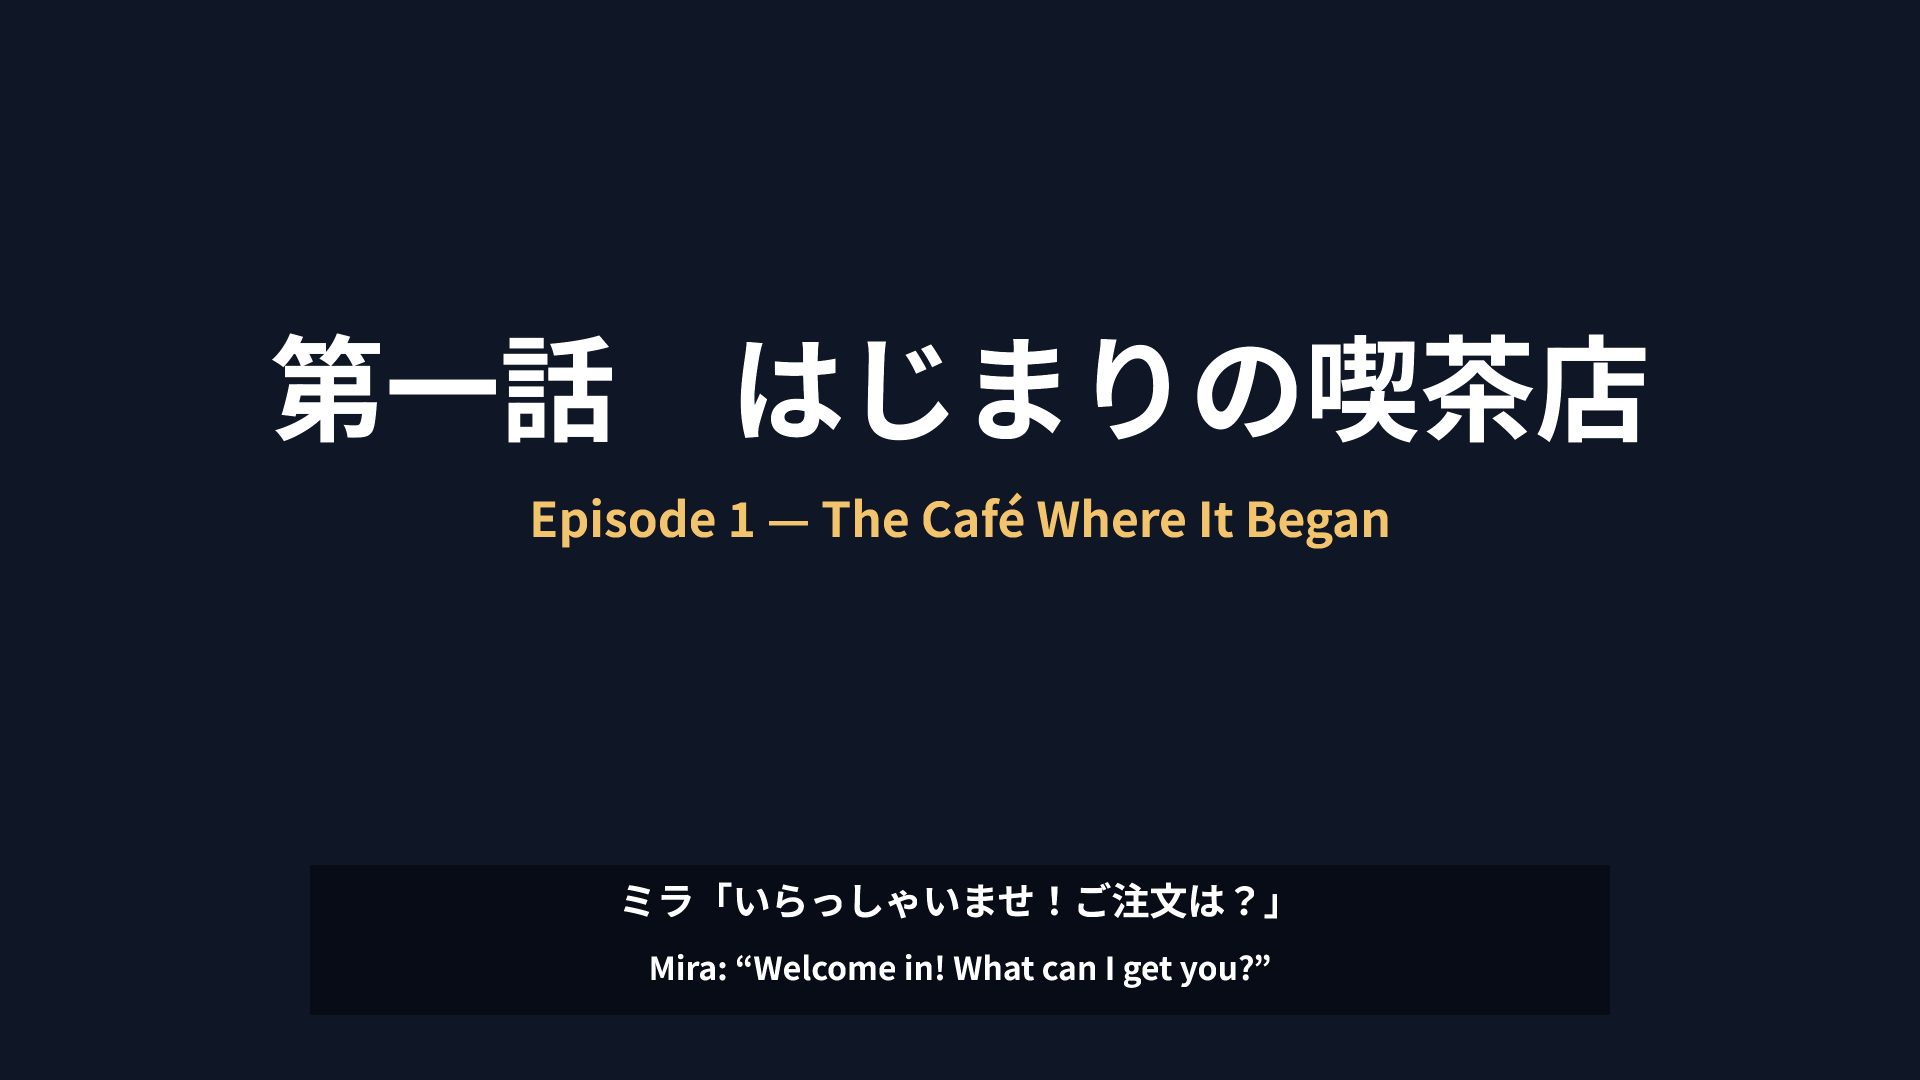 第一話　はじまりの喫茶店
Episode 1 — The Café Where It Began
ミラ「いらっしゃいませ！ご注文は？」
Mira: “Welcome in! What can I get you?”